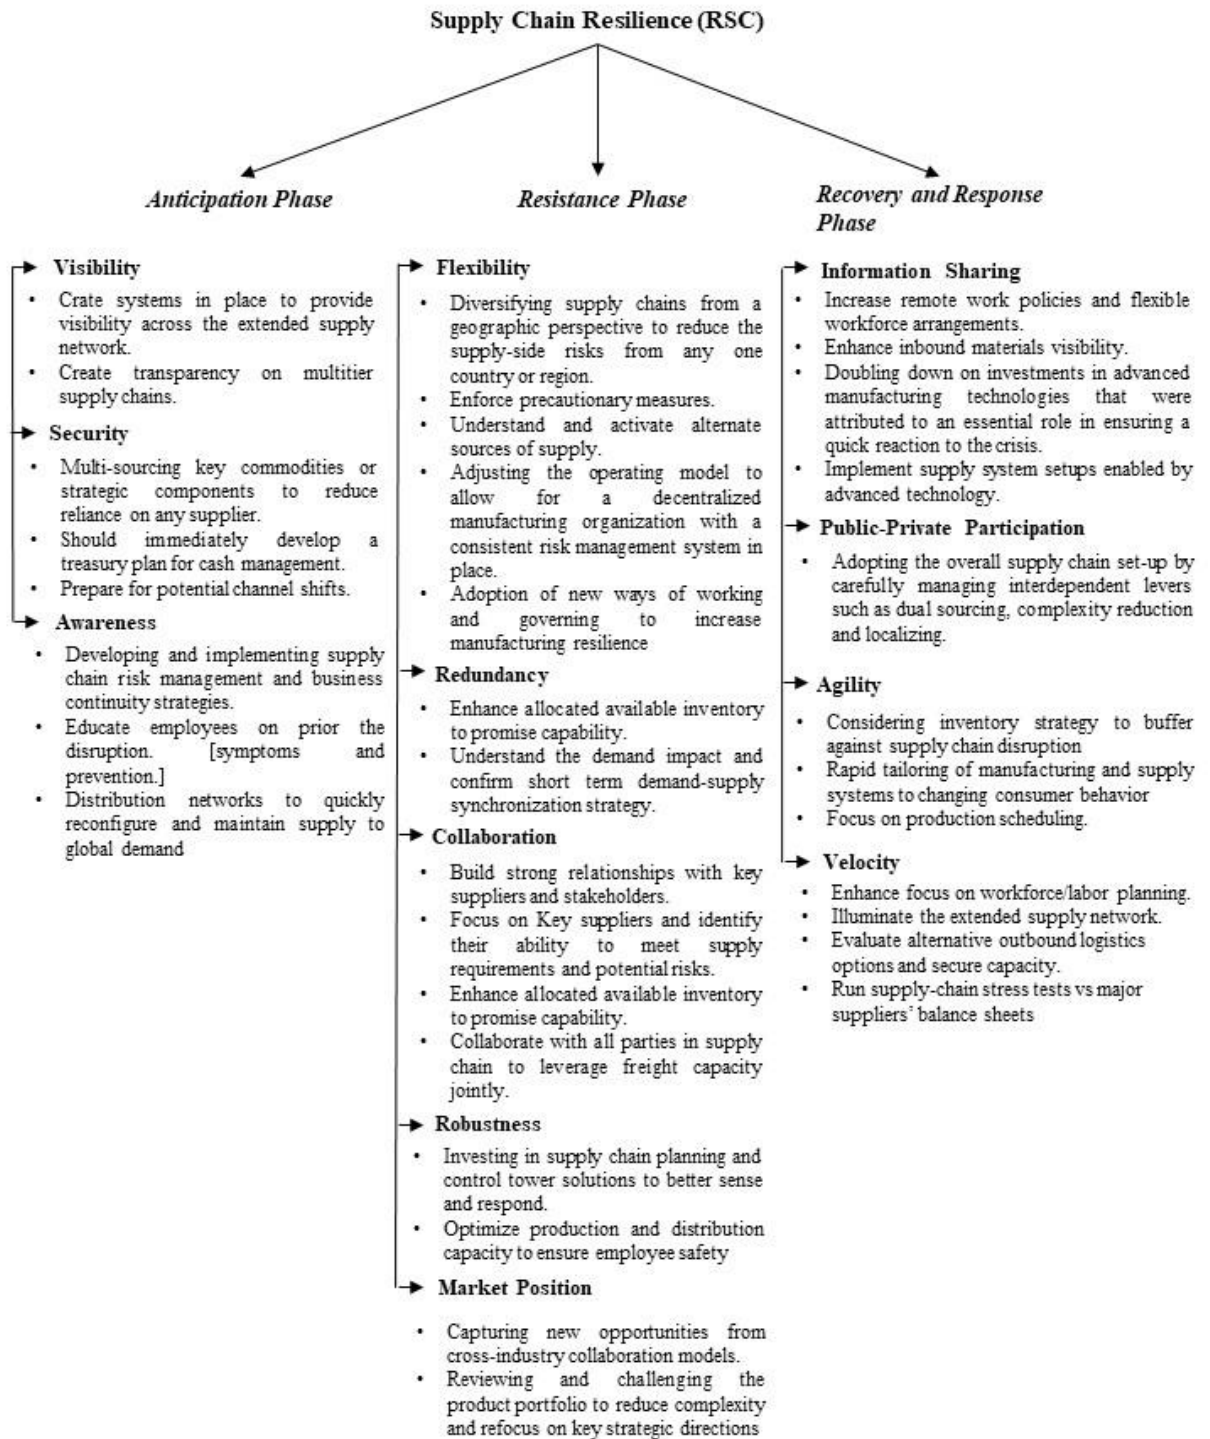 Supply Chain Resilience (RSC)
Anticipation Phase
Resistance Phase
Recovery and Response
Phase
Visibility
• Crate systems in place to provide
visibility across the extended supply
network.
• Create transparency on multitier
supply chains.
Security
• Multi-sourcing key commodities or
strategic components to reduce
reliance on any supplier.
• Should immediately develop a
treasury plan for cash management.
• Prepare for potential channel shifts.
Awareness
• Developing and implementing supply
chain risk management and business
continuity strategies.
• Educate employees on prior the
disruption. [symptoms and
prevention.]
• Distribution networks to quickly
reconfigure and maintain supply to
global demand
Flexibility
• Diversifying supply chains from a
geographic perspective to reduce the
supply-side risks from any one
country or region.
• Enforce precautionary measures.
• Understand and activate alternate
sources of supply.
• Adjusting the operating model to
allow for a decentralized
manufacturing organization with a
consistent risk management system in
place.
• Adoption of new ways of working
and governing to increase
manufacturing resilience
Redundancy
• Enhance allocated available inventory
to promise capability.
• Understand the demand impact and
confirm short term demand-supply
synchronization strategy.
Collaboration
• Build strong relationships with key
suppliers and stakeholders.
• Focus on Key suppliers and identify
their ability to meet supply
requirements and potential risks.
• Enhance allocated available inventory
to promise capability.
• Collaborate with all parties in supply
chain to leverage freight capacity
jointly.
Robustness
• Investing in supply chain planning and
control tower solutions to better sense
and respond.
• Optimize production and distribution
capacity to ensure employee safety
Market Position
• Capturing new opportunities from
cross-industry collaboration models.
• Reviewing and challenging the
product portfolio to reduce complexity
and refocus on key strategic directions
Information Sharing
• Increase remote work policies and flexible
workforce arrangements.
• Enhance inbound materials visibility.
• Doubling down on investments in advanced
manufacturing technologies that were
attributed to an essential role in ensuring a
quick reaction to the crisis.
• Implement supply system setups enabled by
advanced technology.
Public-Private Participation
• Adopting the overall supply chain set-up by
carefully managing interdependent levers
such as dual sourcing, complexity reduction
and localizing.
Agility
• Considering inventory strategy to buffer
against supply chain disruption
• Rapid tailoring of manufacturing and supply
systems to changing consumer behavior
• Focus on production scheduling.
Velocity
• Enhance focus on workforce/labor planning.
• Illuminate the extended supply network.
• Evaluate alternative outbound logistics
options and secure capacity.
• Run supply-chain stress tests vs major
suppliers' balance sheets